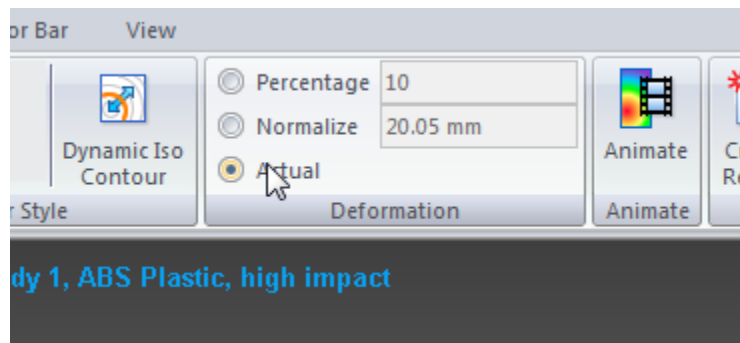 or Bar View
Percentage 10
Normalize 20.05 mm
Actual
Dynamic Iso
Contour
Animate
Style
Deformation
Animate
dy 1, ABS Plastic, high impact